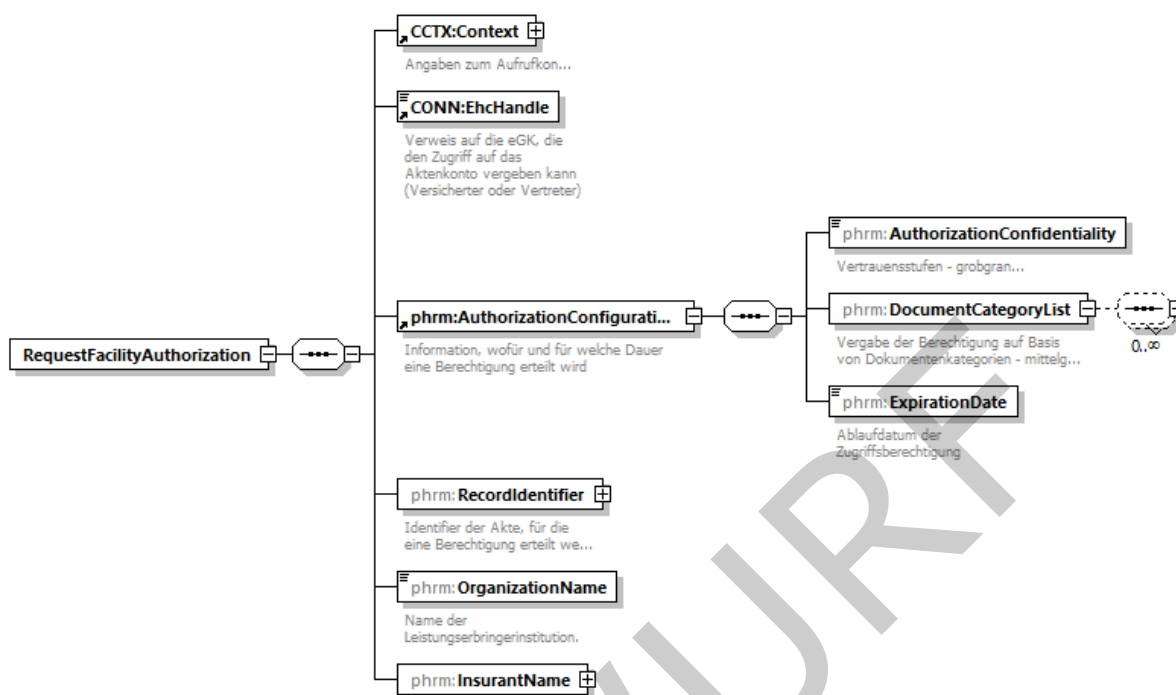 CCTX:Context
Angaben zum Aufrufkon...
CONN:EhcHandle
Verweis auf die eGK, die
den Zugriff auf das
Aktenkonto vergeben kann
(Versicherter oder Vertreter)
RequestFacilityAuthorization
phrm:AuthorizationConfigurati...
Information, wofür und für welche Dauer
eine Berechtigung erteilt wird
phrm:AuthorizationConfidentiality
Vertrauensstufen - grobgran...
phrm:DocumentCategoryList
0..∞
Vergabe der Berechtigung auf Basis
von Dokumentenkategorien - mittelg...
phrm:ExpirationDate
Ablaufdatum der
Zugriffsberechtigung
phrm:RecordIdentifier
Identifier der Akte, für die
eine Berechtigung erteilt we...
phrm:OrganizationName
Name der
Leistungserbringerinstitution.
phrm:InsurantName
URF